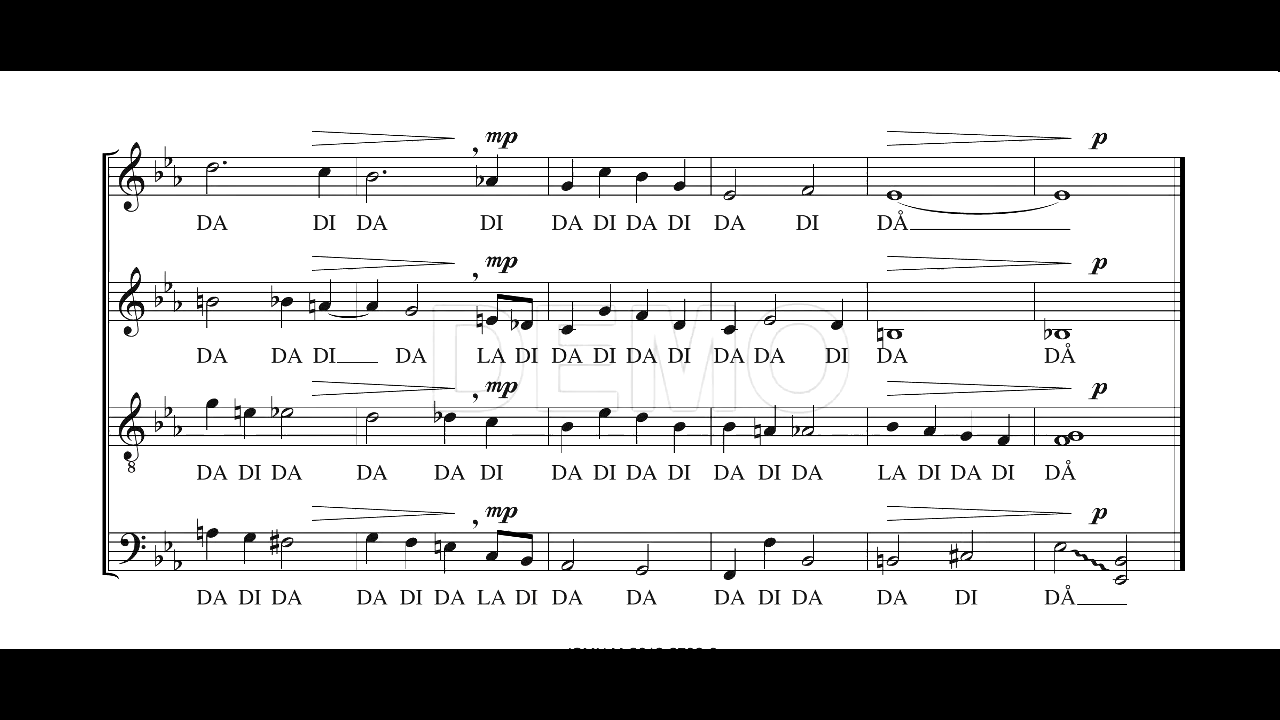 mp p
DA DI DA DI DA DI DA DI DA DI DÅ
mp p
DA DA DI DA LA DI DA DI DA DI DA DA DI DA DÅ
mp p
DA DI DA DA DA DI DA DI DA DI DA DI DA LA DI DA DI DÅ
8
mp p
DA DI DA DA DI DA LA DI DA DA DA DI DA DA DI DÅ
DEMO